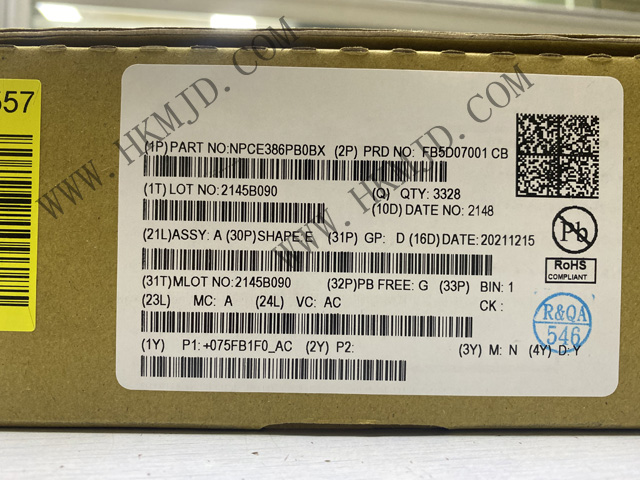 557
WWW.HKMJD.COM
WWW.HKMJD.COM
(1P) PART NO:NPCE386PB0BX (2P) PRD NO: FB5D07001 CB
(1T) LOT NO:2145B090 (Q) QTY: 3328
(10D) DATE NO: 2148
(21L) ASSY: A (30P) SHAPE:E (31P) GP: D (16D) DATE:20211215
(31T) MLOT NO:2145B090 (32P)PB FREE: G (33P) BIN: 1
(23L) MC: A (24L) VC: AC CK :
(1Y) P1: +075FB1F0_AC (2Y) P2: (3Y) M: N (4Y) D:Y
Pb
RoHS
COMPLIANT
R&QA
546